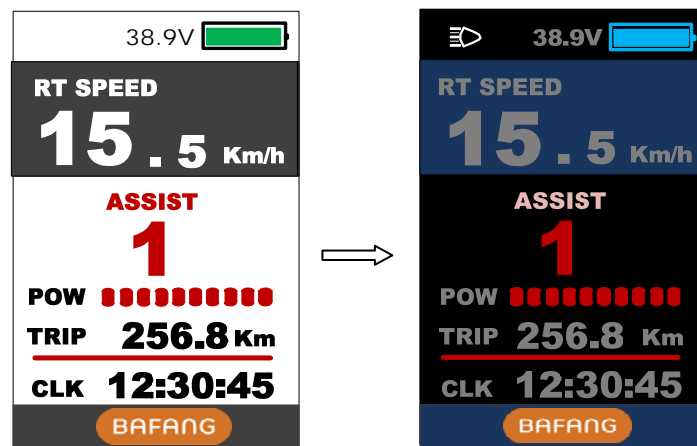 38.9V
RT SPEED
15.5 Km/h
ASSIST
1
POW
TRIP 256.8 Km
CLK 12:30:45
BAFANG
38.9V
RT SPEED
15.5 Km/h
ASSIST
1
POW
TRIP 256.8 Km
CLK 12:30:45
BAFANG